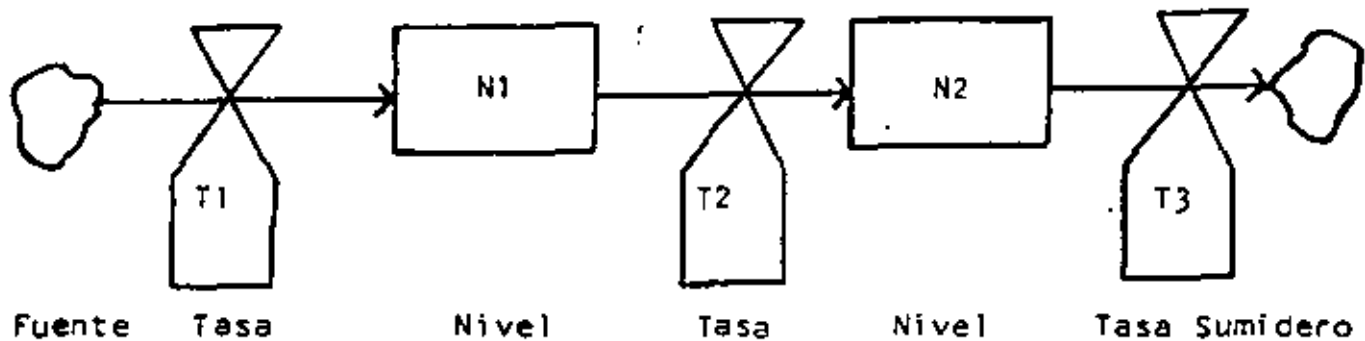 N1 N2
T1 T2 T3
Fuente Tasa Nivel Tasa Nivel Tasa Sumidero